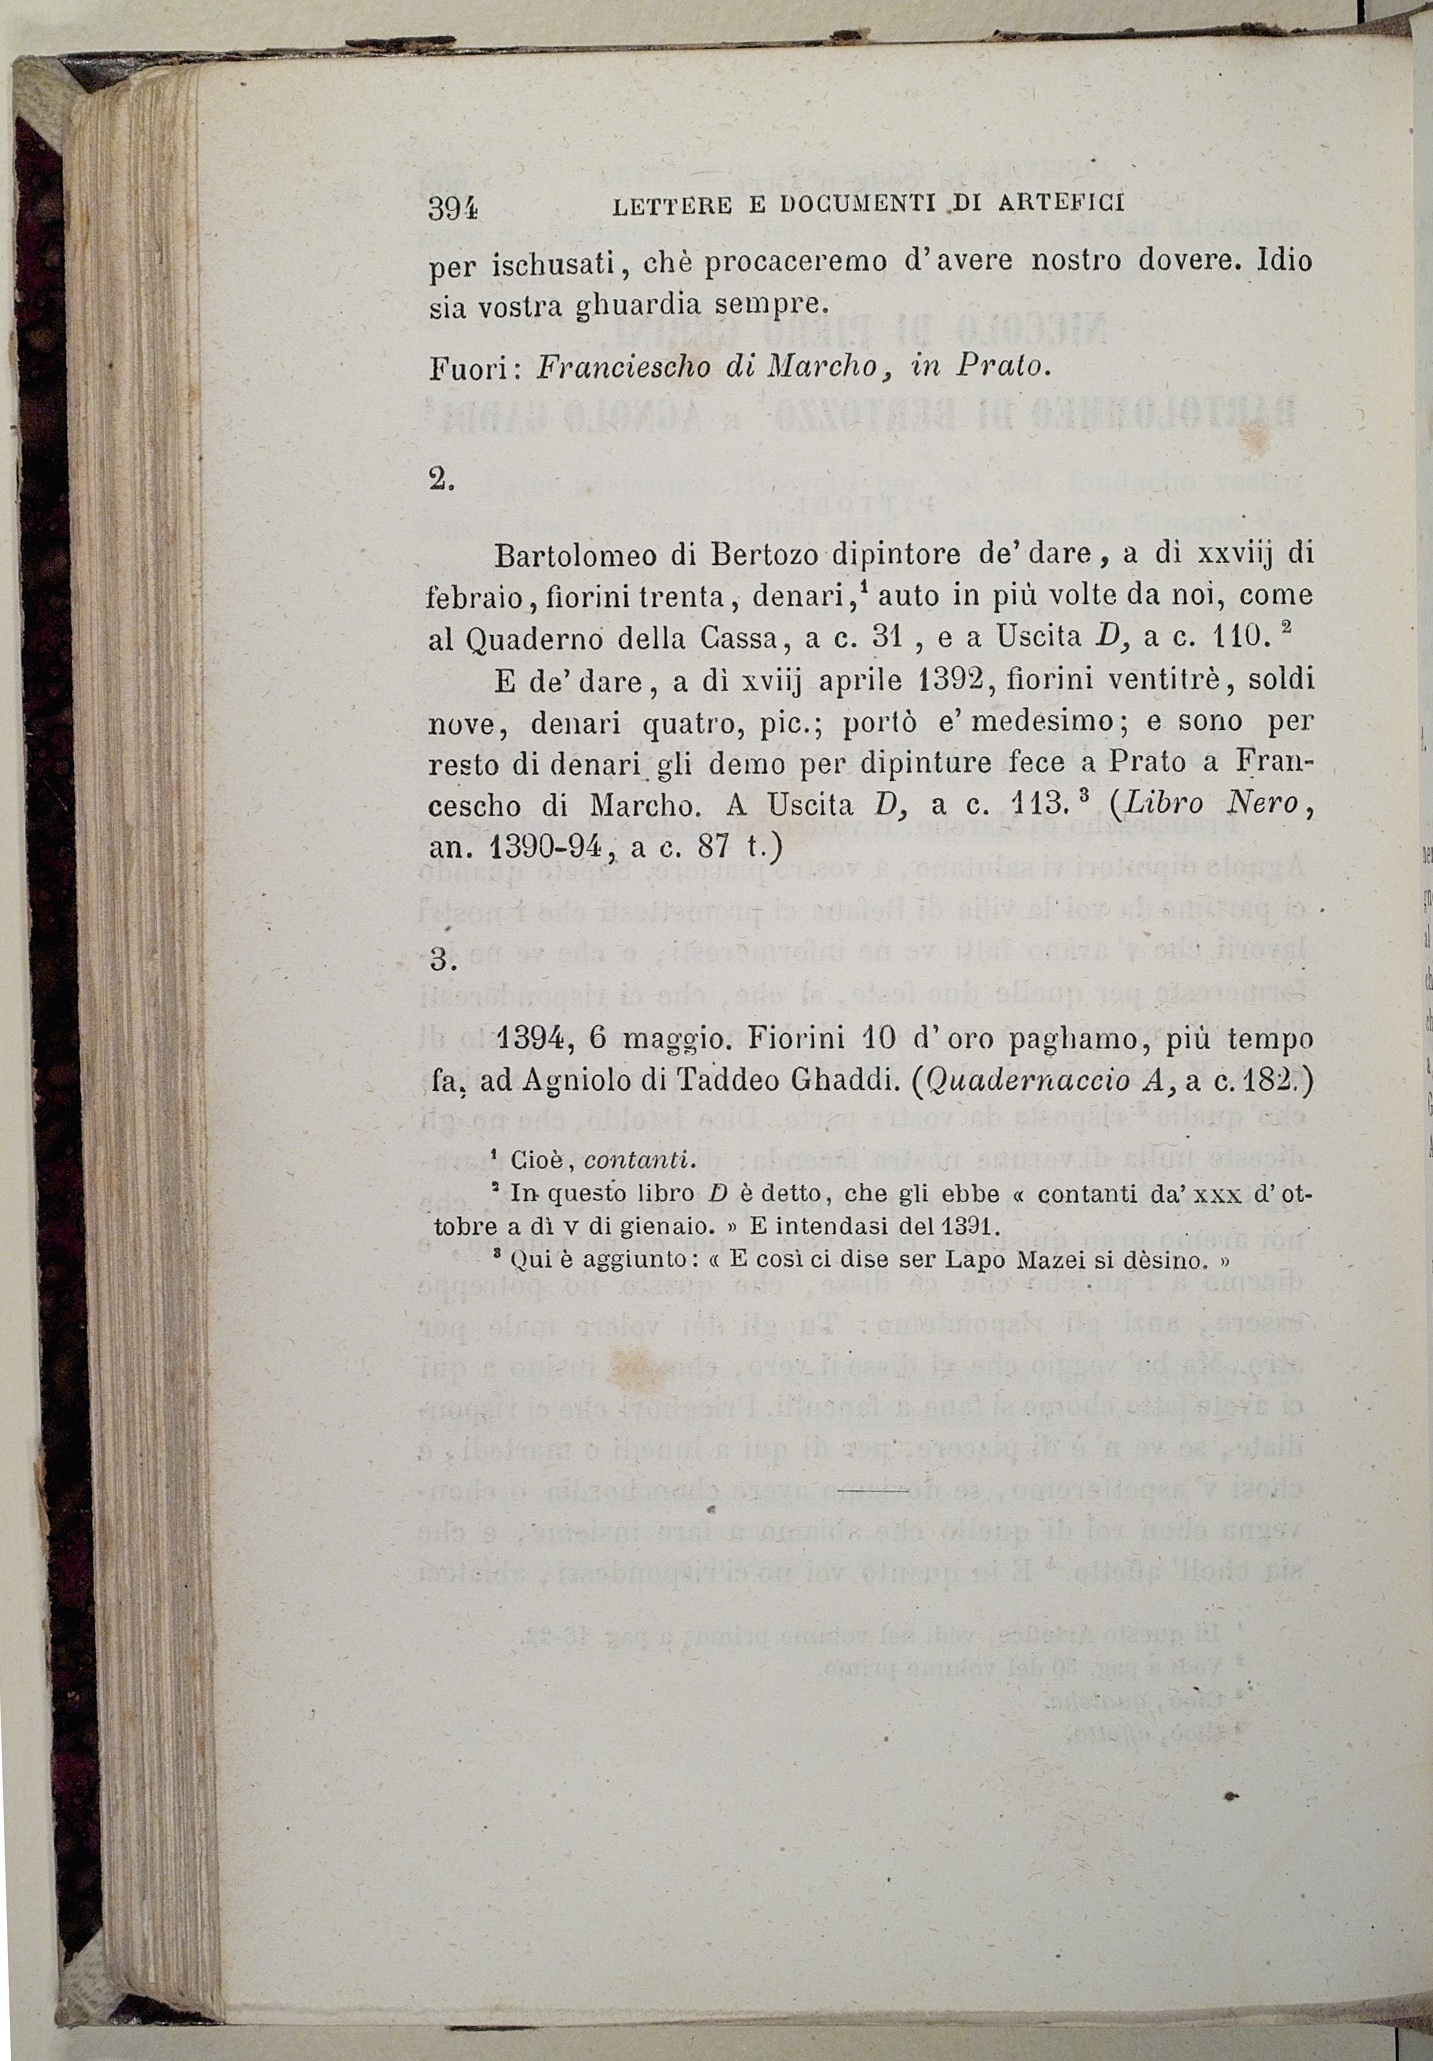 394 LETTERE E DOCUMENTI DI ARTEFICI
per ischusati, chè procaceremo d'avere nostro dovere. Idio
sia vostra ghuardia sempre.
Fuori: Franciescho di Marcho, in Prato.
2.
Bartolomeo di Bertozo dipintore de' dare, a dì xxviij di
febraio, fiorini trenta, denari,¹ auto in più volte da noi, come
al Quaderno della Cassa, a c. 31, e a Uscita D, a c. 110.²
E de' dare, a dì xviij aprile 1392, fiorini ventitrè, soldi
nove, denari quatro, pic.; portò e' medesimo; e sono per
resto di denari gli demo per dipinture fece a Prato a Fran-
cescho di Marcho. A Uscita D, a c. 113.³ (Libro Nero,
an. 1390-94, a c. 87 t.)
3.
1394, 6 maggio. Fiorini 10 d'oro paghamo, più tempo
fa, ad Agniolo di Taddeo Ghaddi. (Quadernaccio A, a c. 182.)
¹ Cioè, contanti.
² In questo libro D è detto, che gli ebbe « contanti da' xxx d'ot-
tobre a dì v di gienaio. » E intendasi del 1391.
³ Qui è aggiunto: « E così ci dise ser Lapo Mazei si dèsino. »